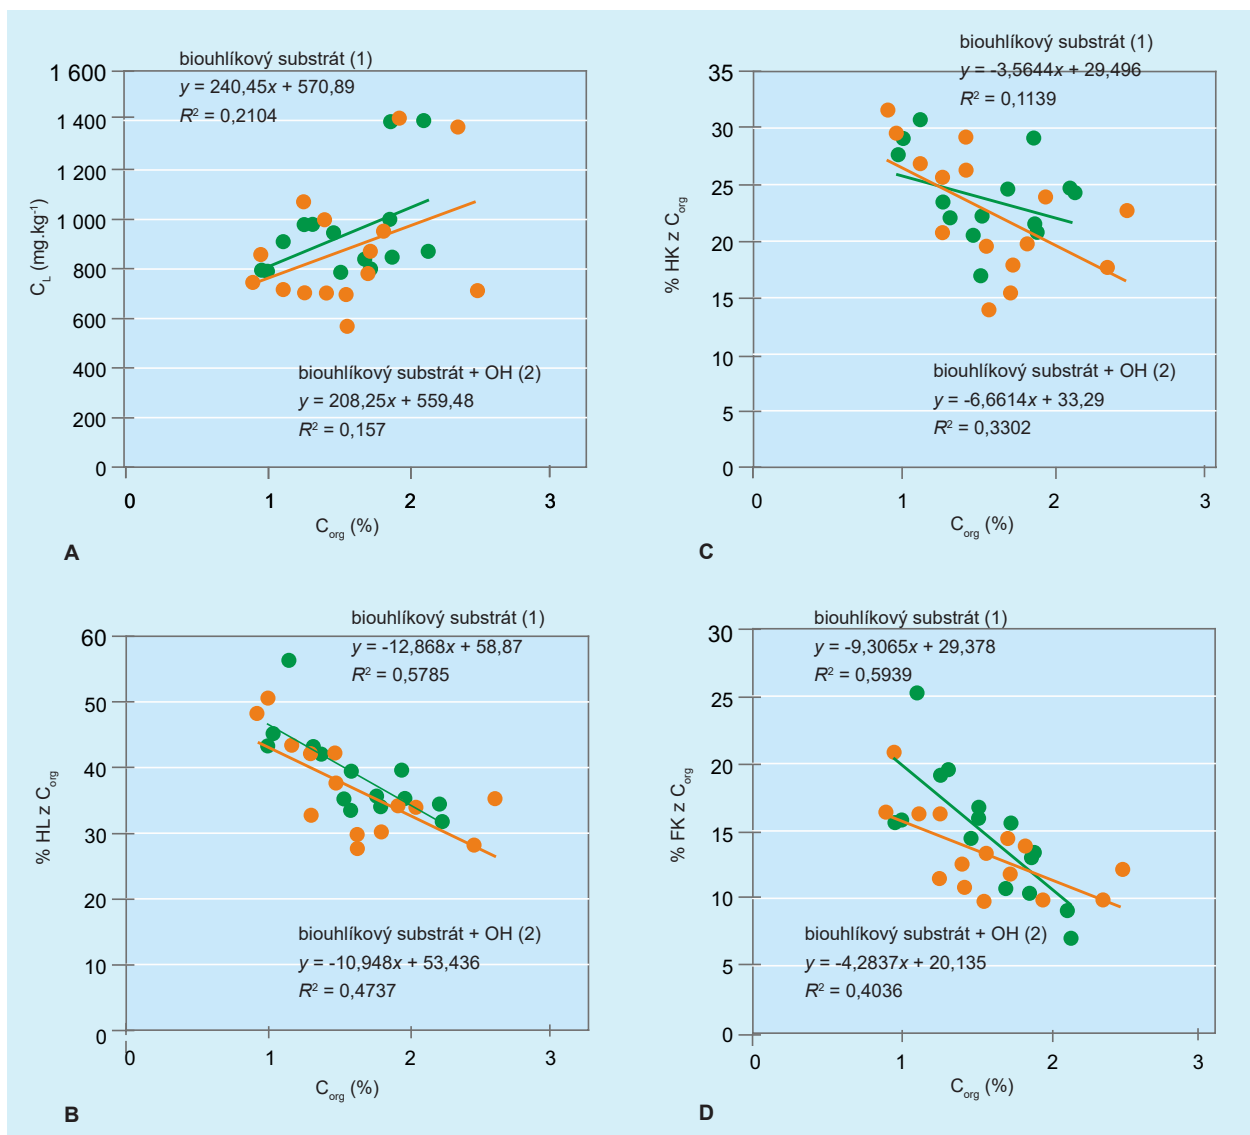 biouhlíkový substrát (1)
y = 240,45x + 570,89
R² = 0,2104
1 600
1 400
1 200
1 000
800
600
400
200
0
C_L (mg.kg⁻¹)
biouhlíkový substrát + OH (2)
y = 208,25x + 559,48
R² = 0,157
0 1 2 3
C_org (%)
A
biouhlíkový substrát (1)
y = -3,5644x + 29,496
R² = 0,1139
35
30
25
20
15
10
5
0
% HK z C_org
biouhlíkový substrát + OH (2)
y = -6,6614x + 33,29
R² = 0,3302
0 1 2 3
C_org (%)
C
biouhlíkový substrát (1)
y = -12,868x + 58,87
R² = 0,5785
60
50
40
30
20
10
0
% HL z C_org
biouhlíkový substrát + OH (2)
y = -10,948x + 53,436
R² = 0,4737
0 1 2 3
C_org (%)
B
biouhlíkový substrát (1)
y = -9,3065x + 29,378
R² = 0,5939
30
25
20
15
10
5
0
% FK z C_org
biouhlíkový substrát + OH (2)
y = -4,2837x + 20,135
R² = 0,4036
0 1 2 3
C_org (%)
D